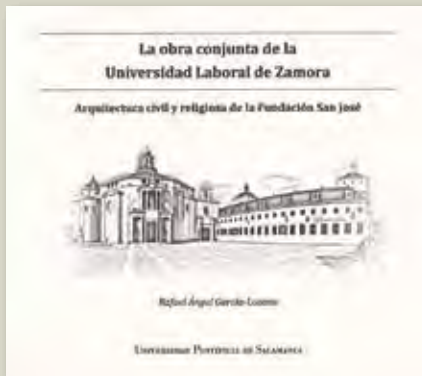 La obra conjunta de la
Universidad Laboral de Zamora
Arquitectura civil y religiosa de la Fundación San José
Rafael Ángel García-Lozano
Universidad Pontificia de Salamanca